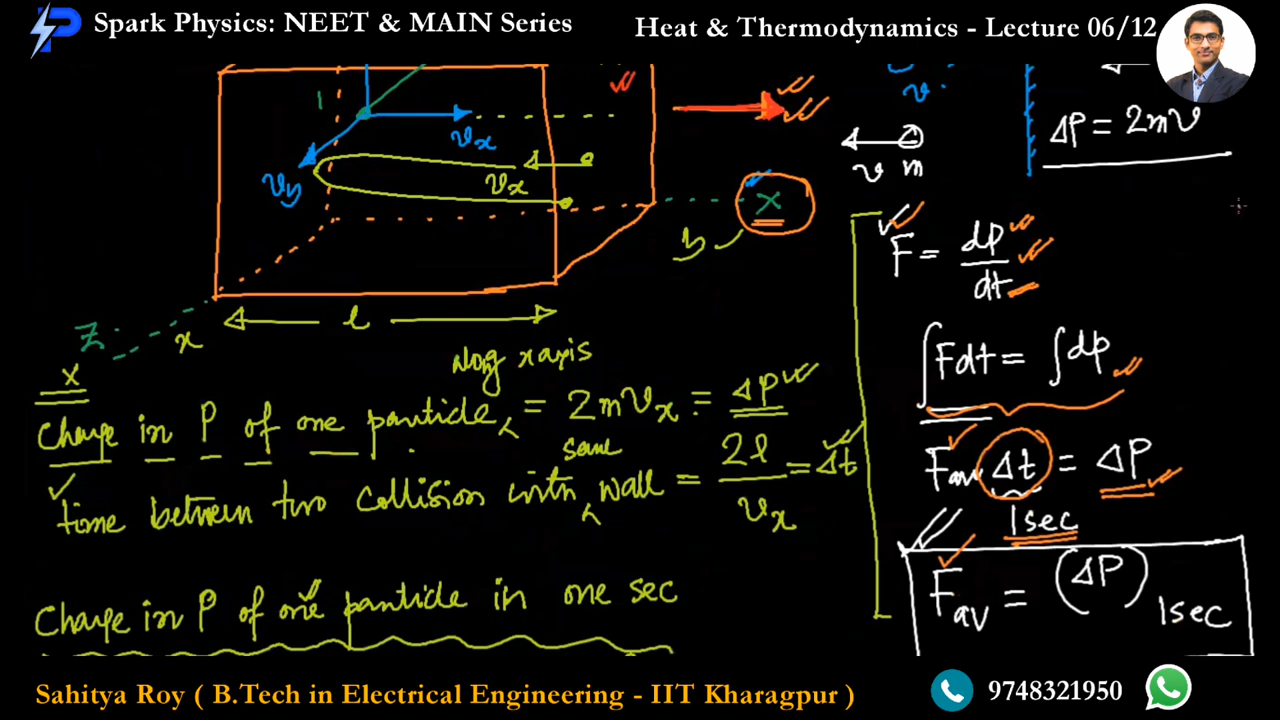 Spark Physics: NEET & MAIN Series
Heat & Thermodynamics - Lecture 06/12
1
vx
vy
vx
x
y
l
Z
x
v
v m
ΔP = 2mv
F = dp/dt
∫Fdt = ∫dp
Fav Δt = ΔP
1sec
Fav = (ΔP) 1sec
x
along x axis
Change in P of one particle = 2mvx = ΔP
same
time between two collision with wall = 2l/vx = Δt
Change in P of one particle in one sec
Sahitya Roy ( B.Tech in Electrical Engineering - IIT Kharagpur )
9748321950